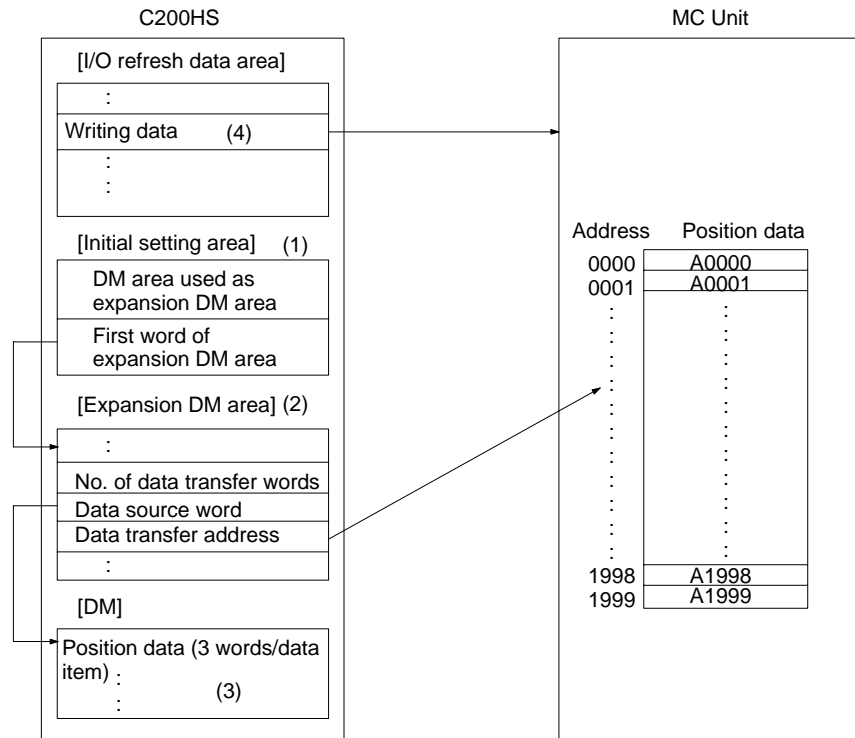 C200HS
MC Unit
[I/O refresh data area]
:
Writing data (4)
:
:
[Initial setting area] (1)
DM area used as
expansion DM area
First word of
expansion DM area
[Expansion DM area] (2)
:
No. of data transfer words
Data source word
Data transfer address
:
[DM]
Position data (3 words/data
item) :
: (3)
Address Position data
0000 A0000
0001 A0001
: :
: :
: :
: :
: :
: :
: :
: :
: :
: :
: :
: :
: :
: :
1998 A1998
1999 A1999